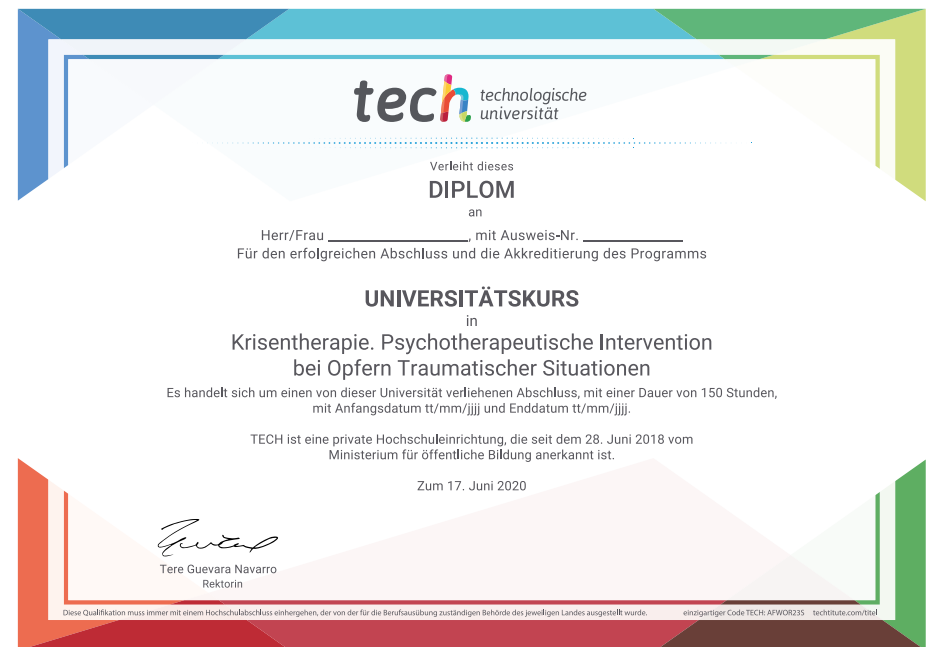 tech technologische
universität
Verleiht dieses
DIPLOM
an
Herr/Frau ____________________, mit Ausweis-Nr. ______________
Für den erfolgreichen Abschluss und die Akkreditierung des Programms
UNIVERSITÄTSKURS
in
Krisentherapie. Psychotherapeutische Intervention
bei Opfern Traumatischer Situationen
Es handelt sich um einen von dieser Universität verliehenen Abschluss, mit einer Dauer von 150 Stunden,
mit Anfangsdatum tt/mm/jjjj und Enddatum tt/mm/jjjj.
TECH ist eine private Hochschuleinrichtung, die seit dem 28. Juni 2018 vom
Ministerium für öffentliche Bildung anerkannt ist.
Zum 17. Juni 2020
Tere Guevara Navarro
Rektorin
Diese Qualifikation muss immer mit einem Hochschulabschluss einhergehen, der von der für die Berufsausübung zuständigen Behörde des jeweiligen Landes ausgestellt wurde. einzigartiger Code TECH: AFWOR23S techtitute.com/titel